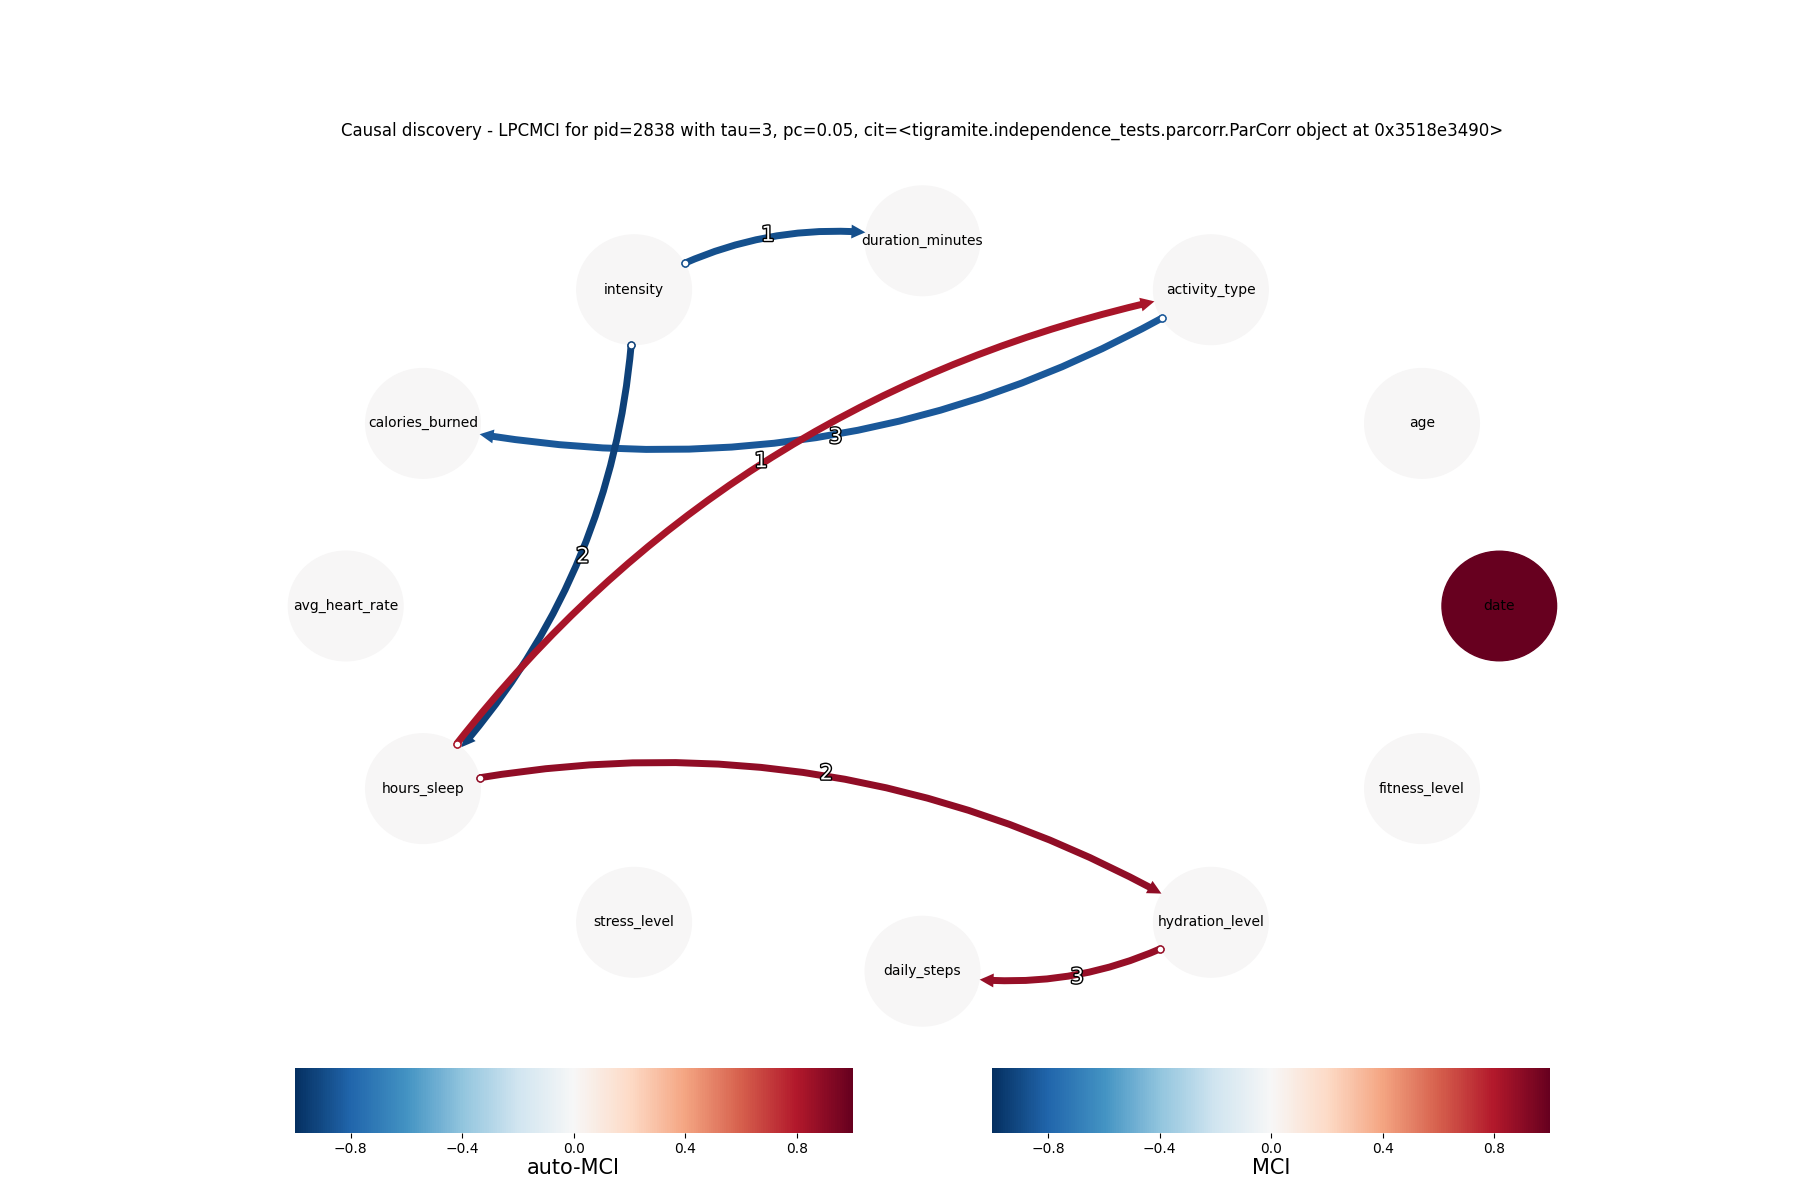 Causal discovery - LPCMCI for pid=2838 with tau=3, pc=0.05, cit=<tigramite.independence_tests.parcorr.ParCorr object at 0x3518e3490>
1
duration_minutes
intensity
activity_type
calories_burned
age
3
1
2
avg_heart_rate
date
hours_sleep
2
fitness_level
stress_level
hydration_level
daily_steps
3
−0.8 −0.4 0.0 0.4 0.8
auto-MCI
−0.8 −0.4 0.0 0.4 0.8
MCI